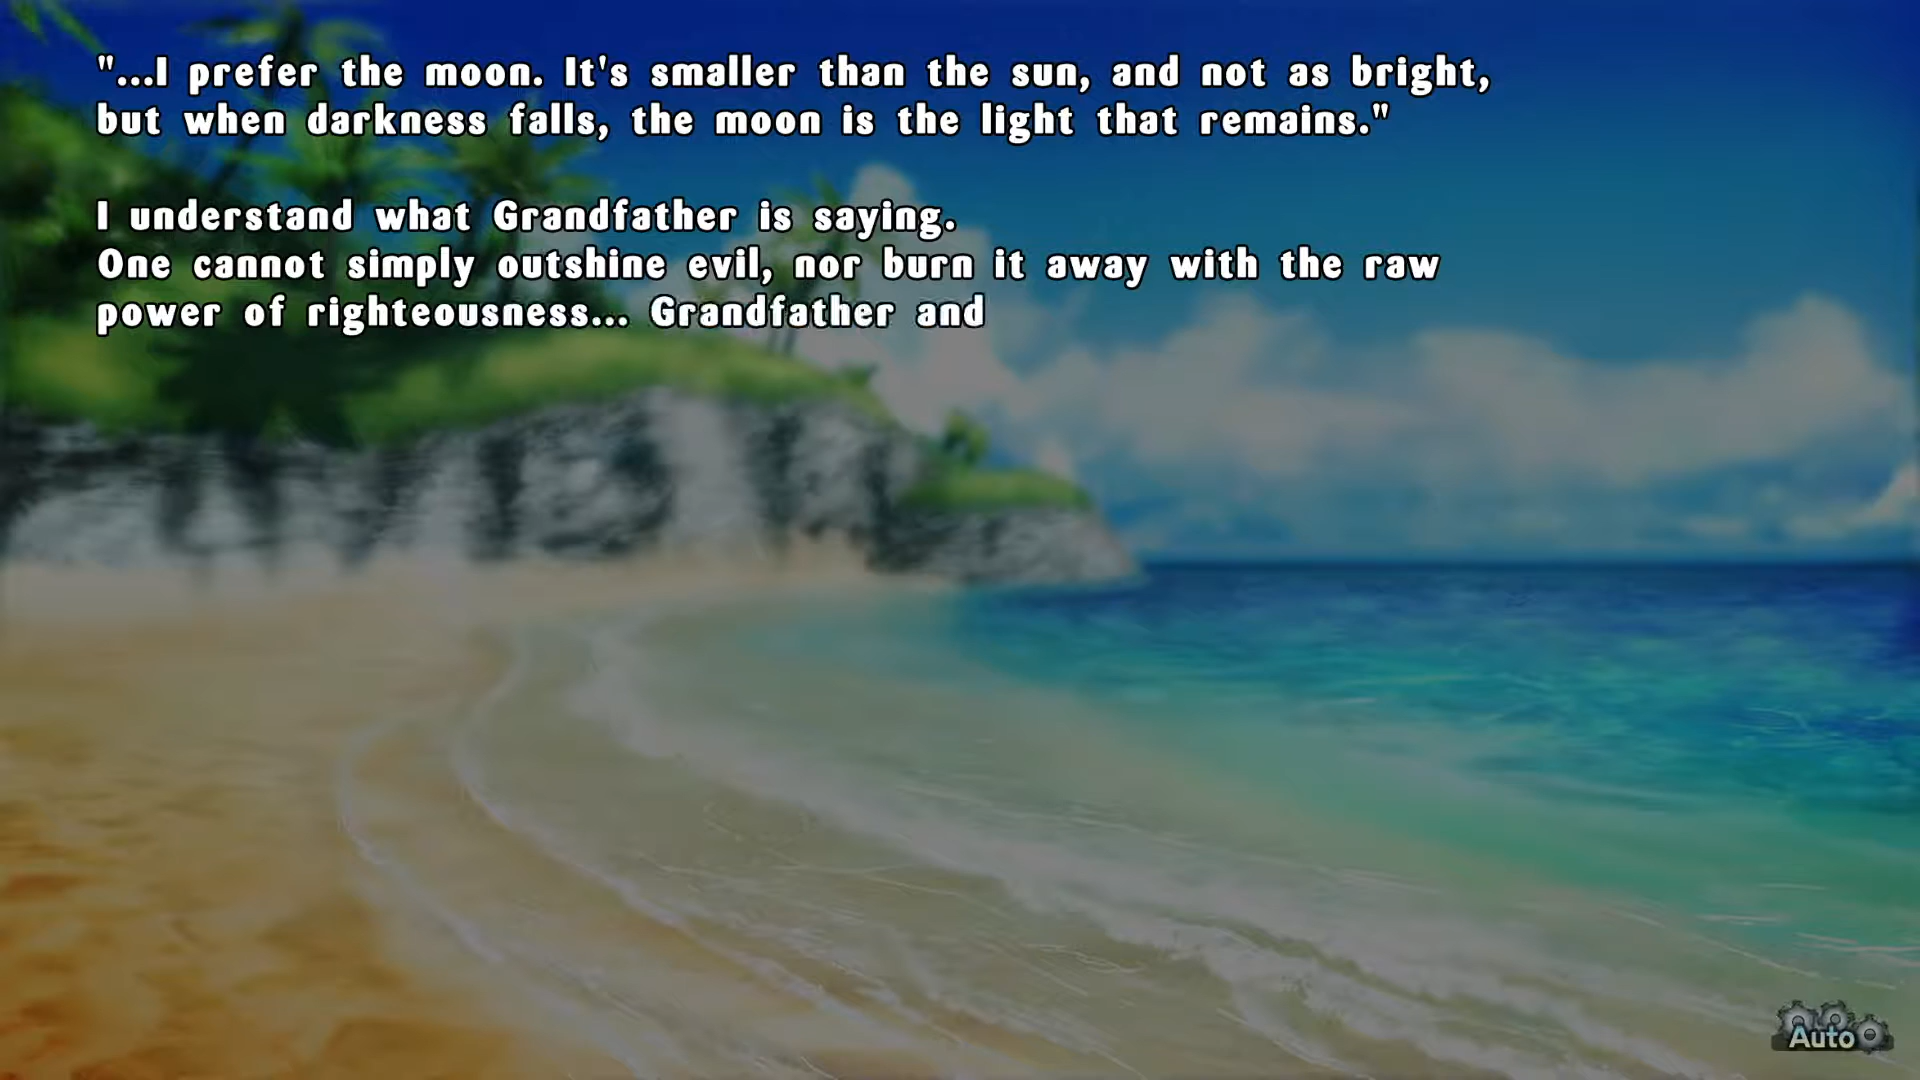 "...I prefer the moon. It's smaller than the sun, and not as bright,
but when darkness falls, the moon is the light that remains."
I understand what Grandfather is saying.
One cannot simply outshine evil, nor burn it away with the raw
power of righteousness... Grandfather and
Auto